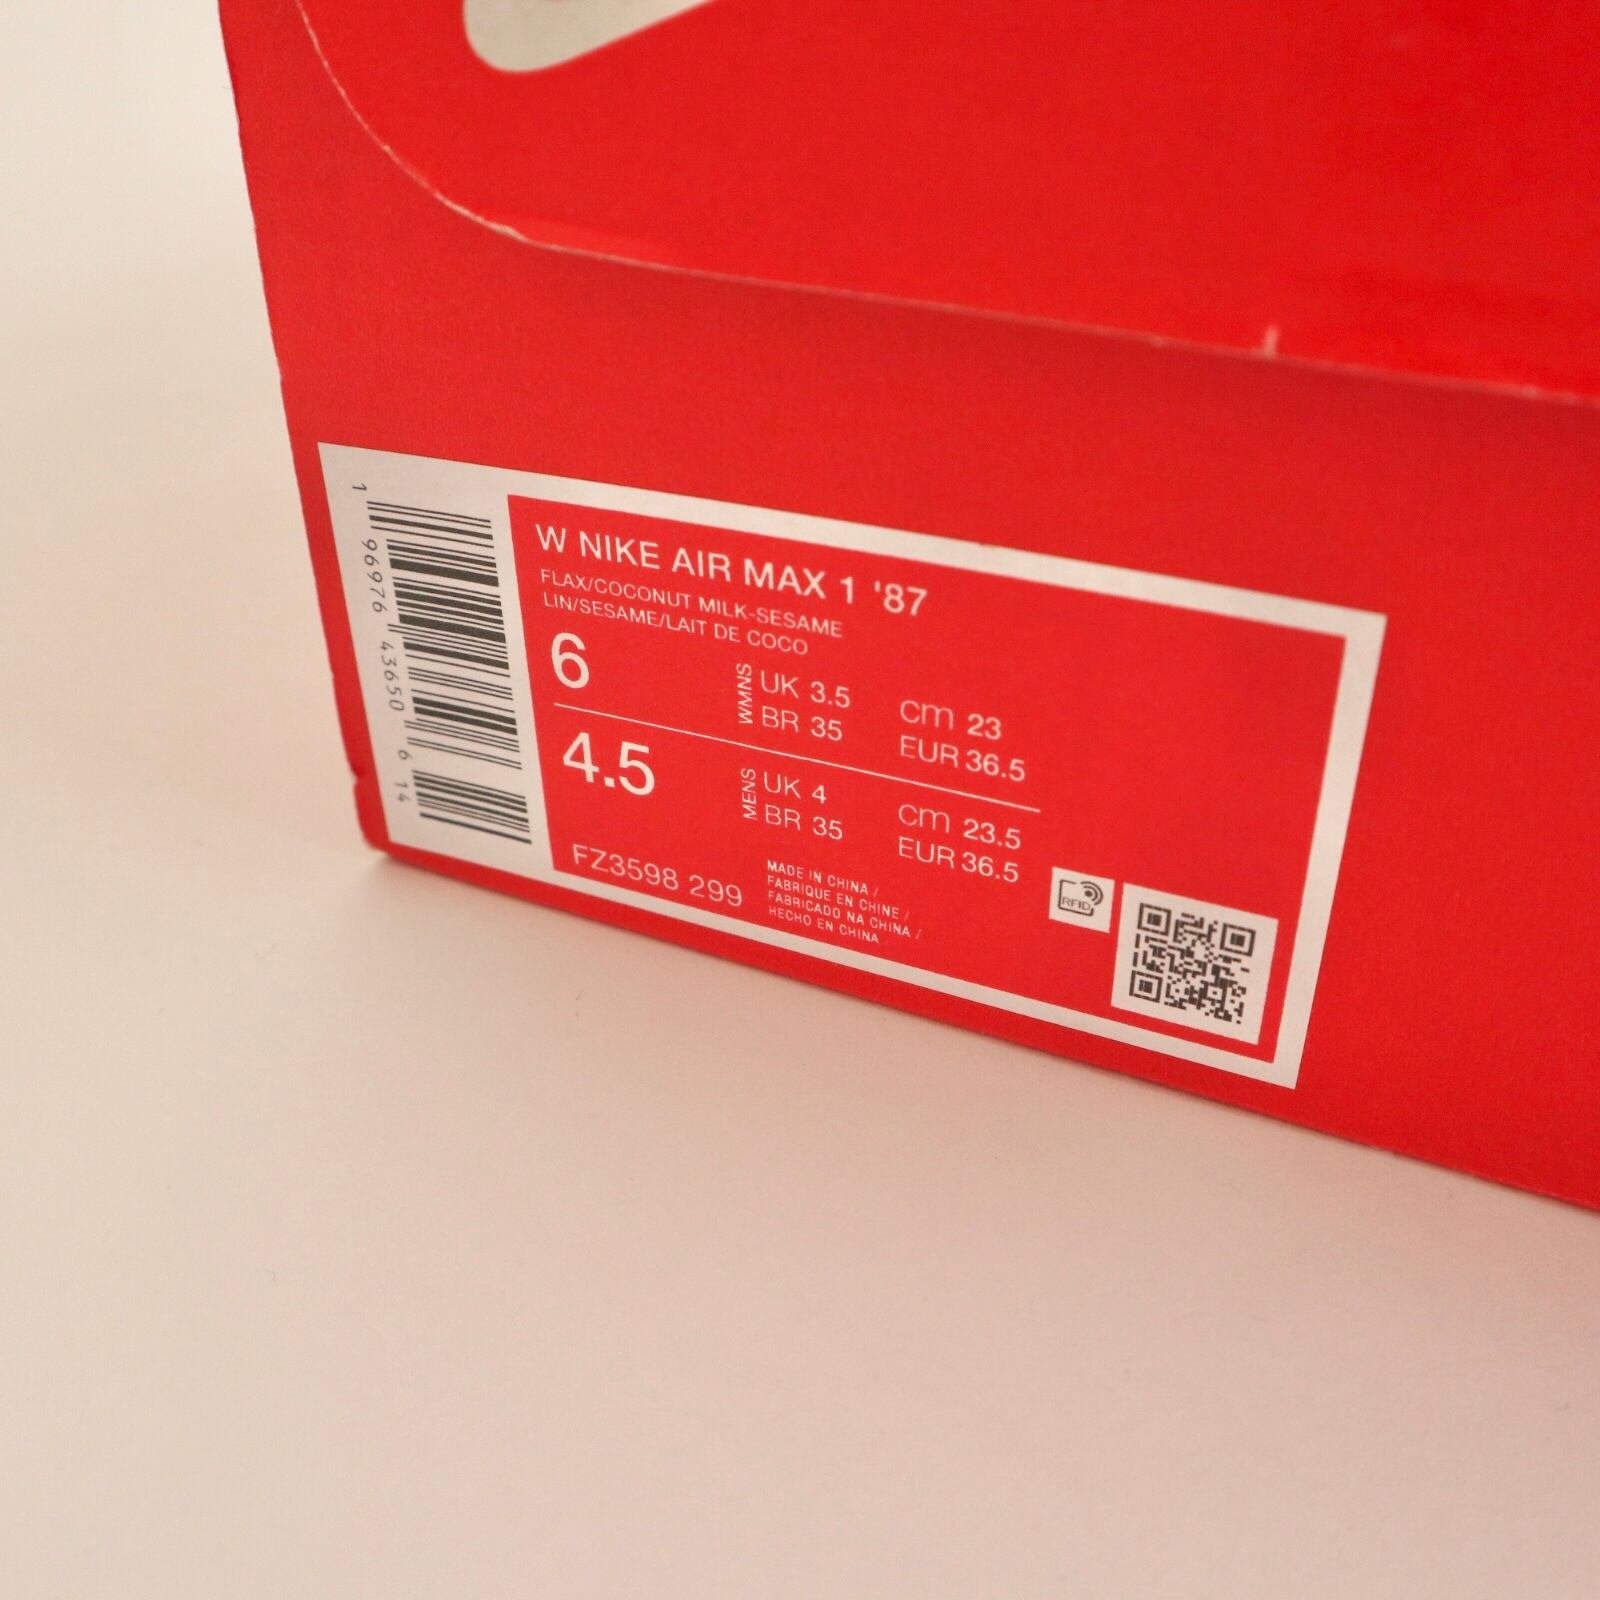 W NIKE AIR MAX 1 '87
FLAX/COCONUT MILK-SESAME
LIN/SESAME/LAIT DE COCO
6
WMNS
UK 3.5
BR 35
cm 23
EUR 36.5
4.5
MENS
UK 4
BR 35
cm 23.5
EUR 36.5
FZ3598 299
MADE IN CHINA /
FABRIQUE EN CHINE /
FABRICADO NA CHINA /
HECHO EN CHINA
RFID
1 96976 43650 6 14